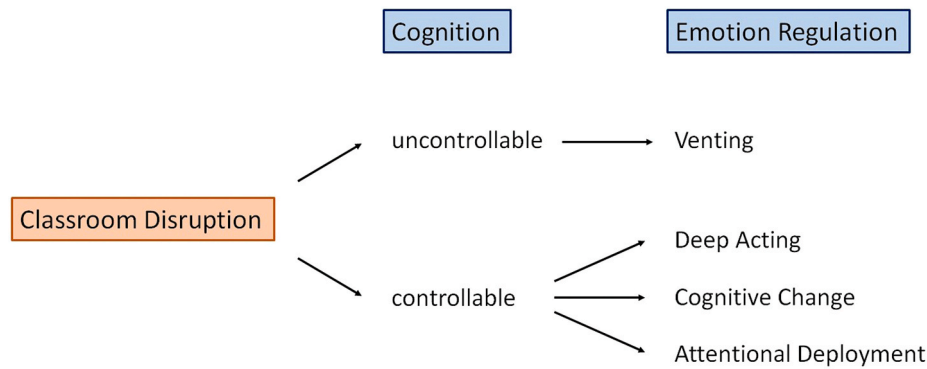 Cognition
Emotion Regulation
uncontrollable
Venting
Classroom Disruption
Deep Acting
controllable
Cognitive Change
Attentional Deployment